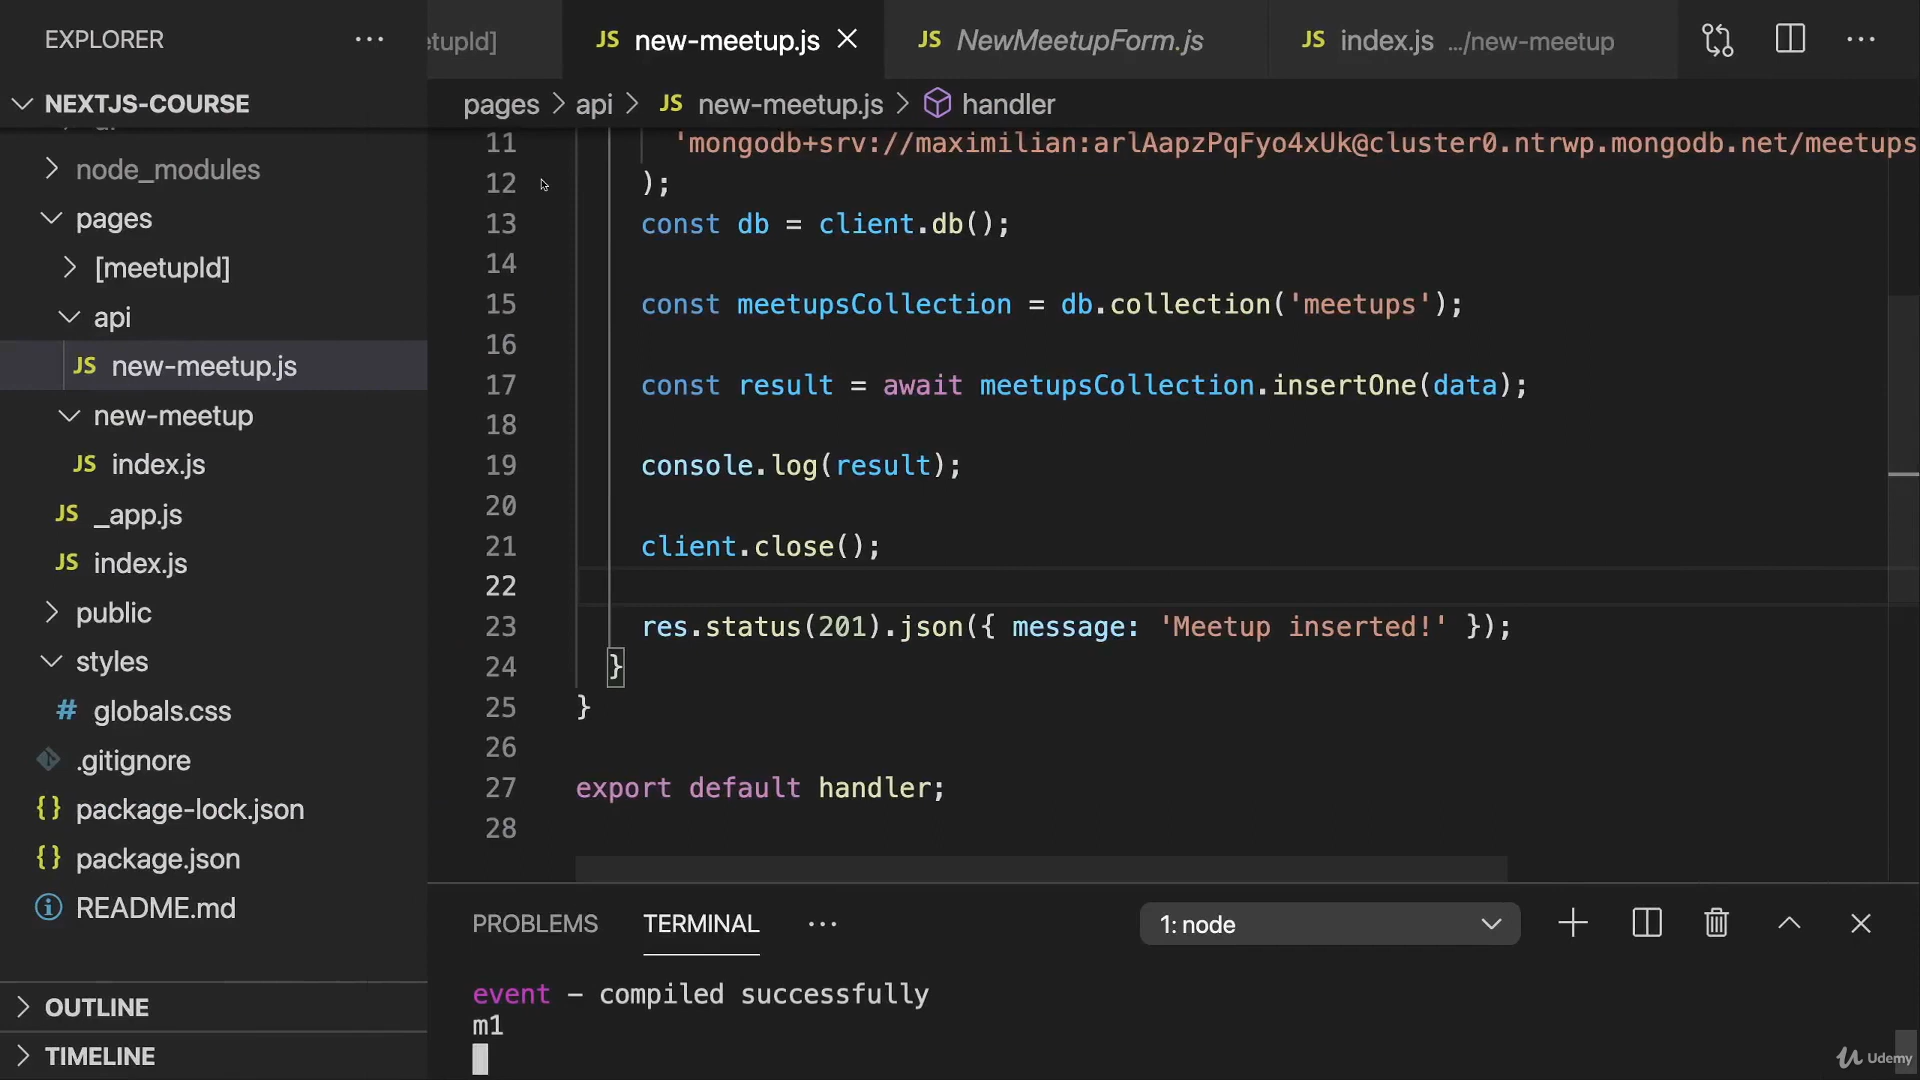 EXPLORER
etupId]
JS new-meetup.js
JS NewMeetupForm.js
JS index.js .../new-meetup
NEXTJS-COURSE
pages > api > JS new-meetup.js > handler
node_modules
pages
[meetupId]
api
JS new-meetup.js
new-meetup
JS index.js
JS _app.js
JS index.js
public
styles
# globals.css
.gitignore
{} package-lock.json
{} package.json
README.md
OUTLINE
TIMELINE
11 'mongodb+srv://maximilian:arlAapzPqFyo4xUk@cluster0.ntrwp.mongodb.net/meetups
12 );
13 const db = client.db();
14
15 const meetupsCollection = db.collection('meetups');
16
17 const result = await meetupsCollection.insertOne(data);
18
19 console.log(result);
20
21 client.close();
22
23 res.status(201).json({ message: 'Meetup inserted!' });
24 }
25 }
26
27 export default handler;
28
PROBLEMS TERMINAL ··· 1: node
event – compiled successfully
m1
Udemy